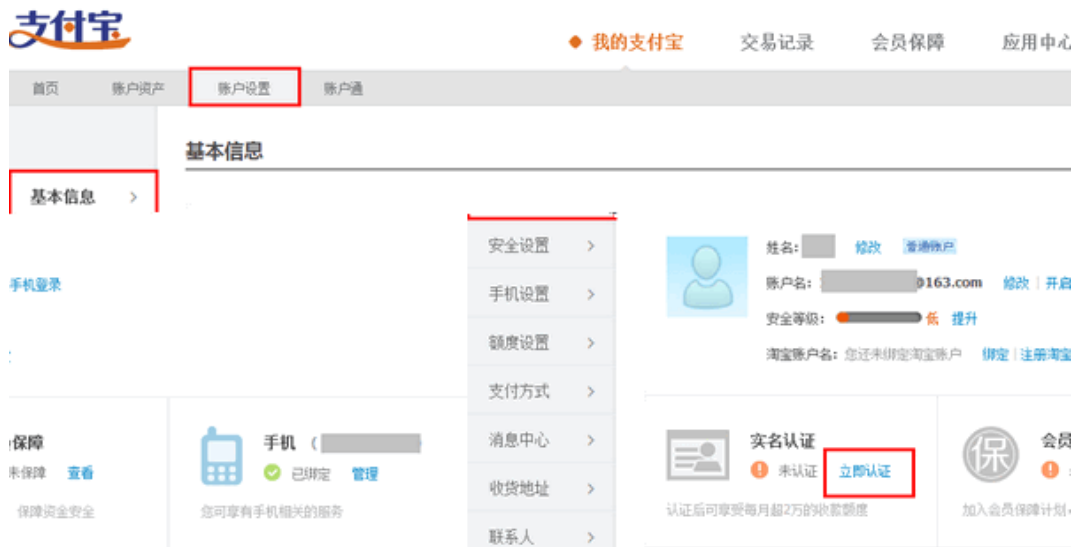 支付宝
我的支付宝 交易记录 会员保障 应用中心
首页 账户资产 账户设置 账户通
基本信息
基本信息
手机登录
安全设置
手机设置
额度设置
支付方式
消息中心
收货地址
联系人
姓名: 修改 普通账户
账户名: @163.com 修改 | 开启
安全等级: 低 提升
淘宝账户名: 您还未绑定淘宝账户 绑定 | 注册淘宝
保障
未保障 查看
保障资金安全
手机 (
已绑定 管理
您可享有手机相关的服务
实名认证
未认证 立即认证
认证后可享受每月超2万的收款额度
保
会员
加入会员保障计划